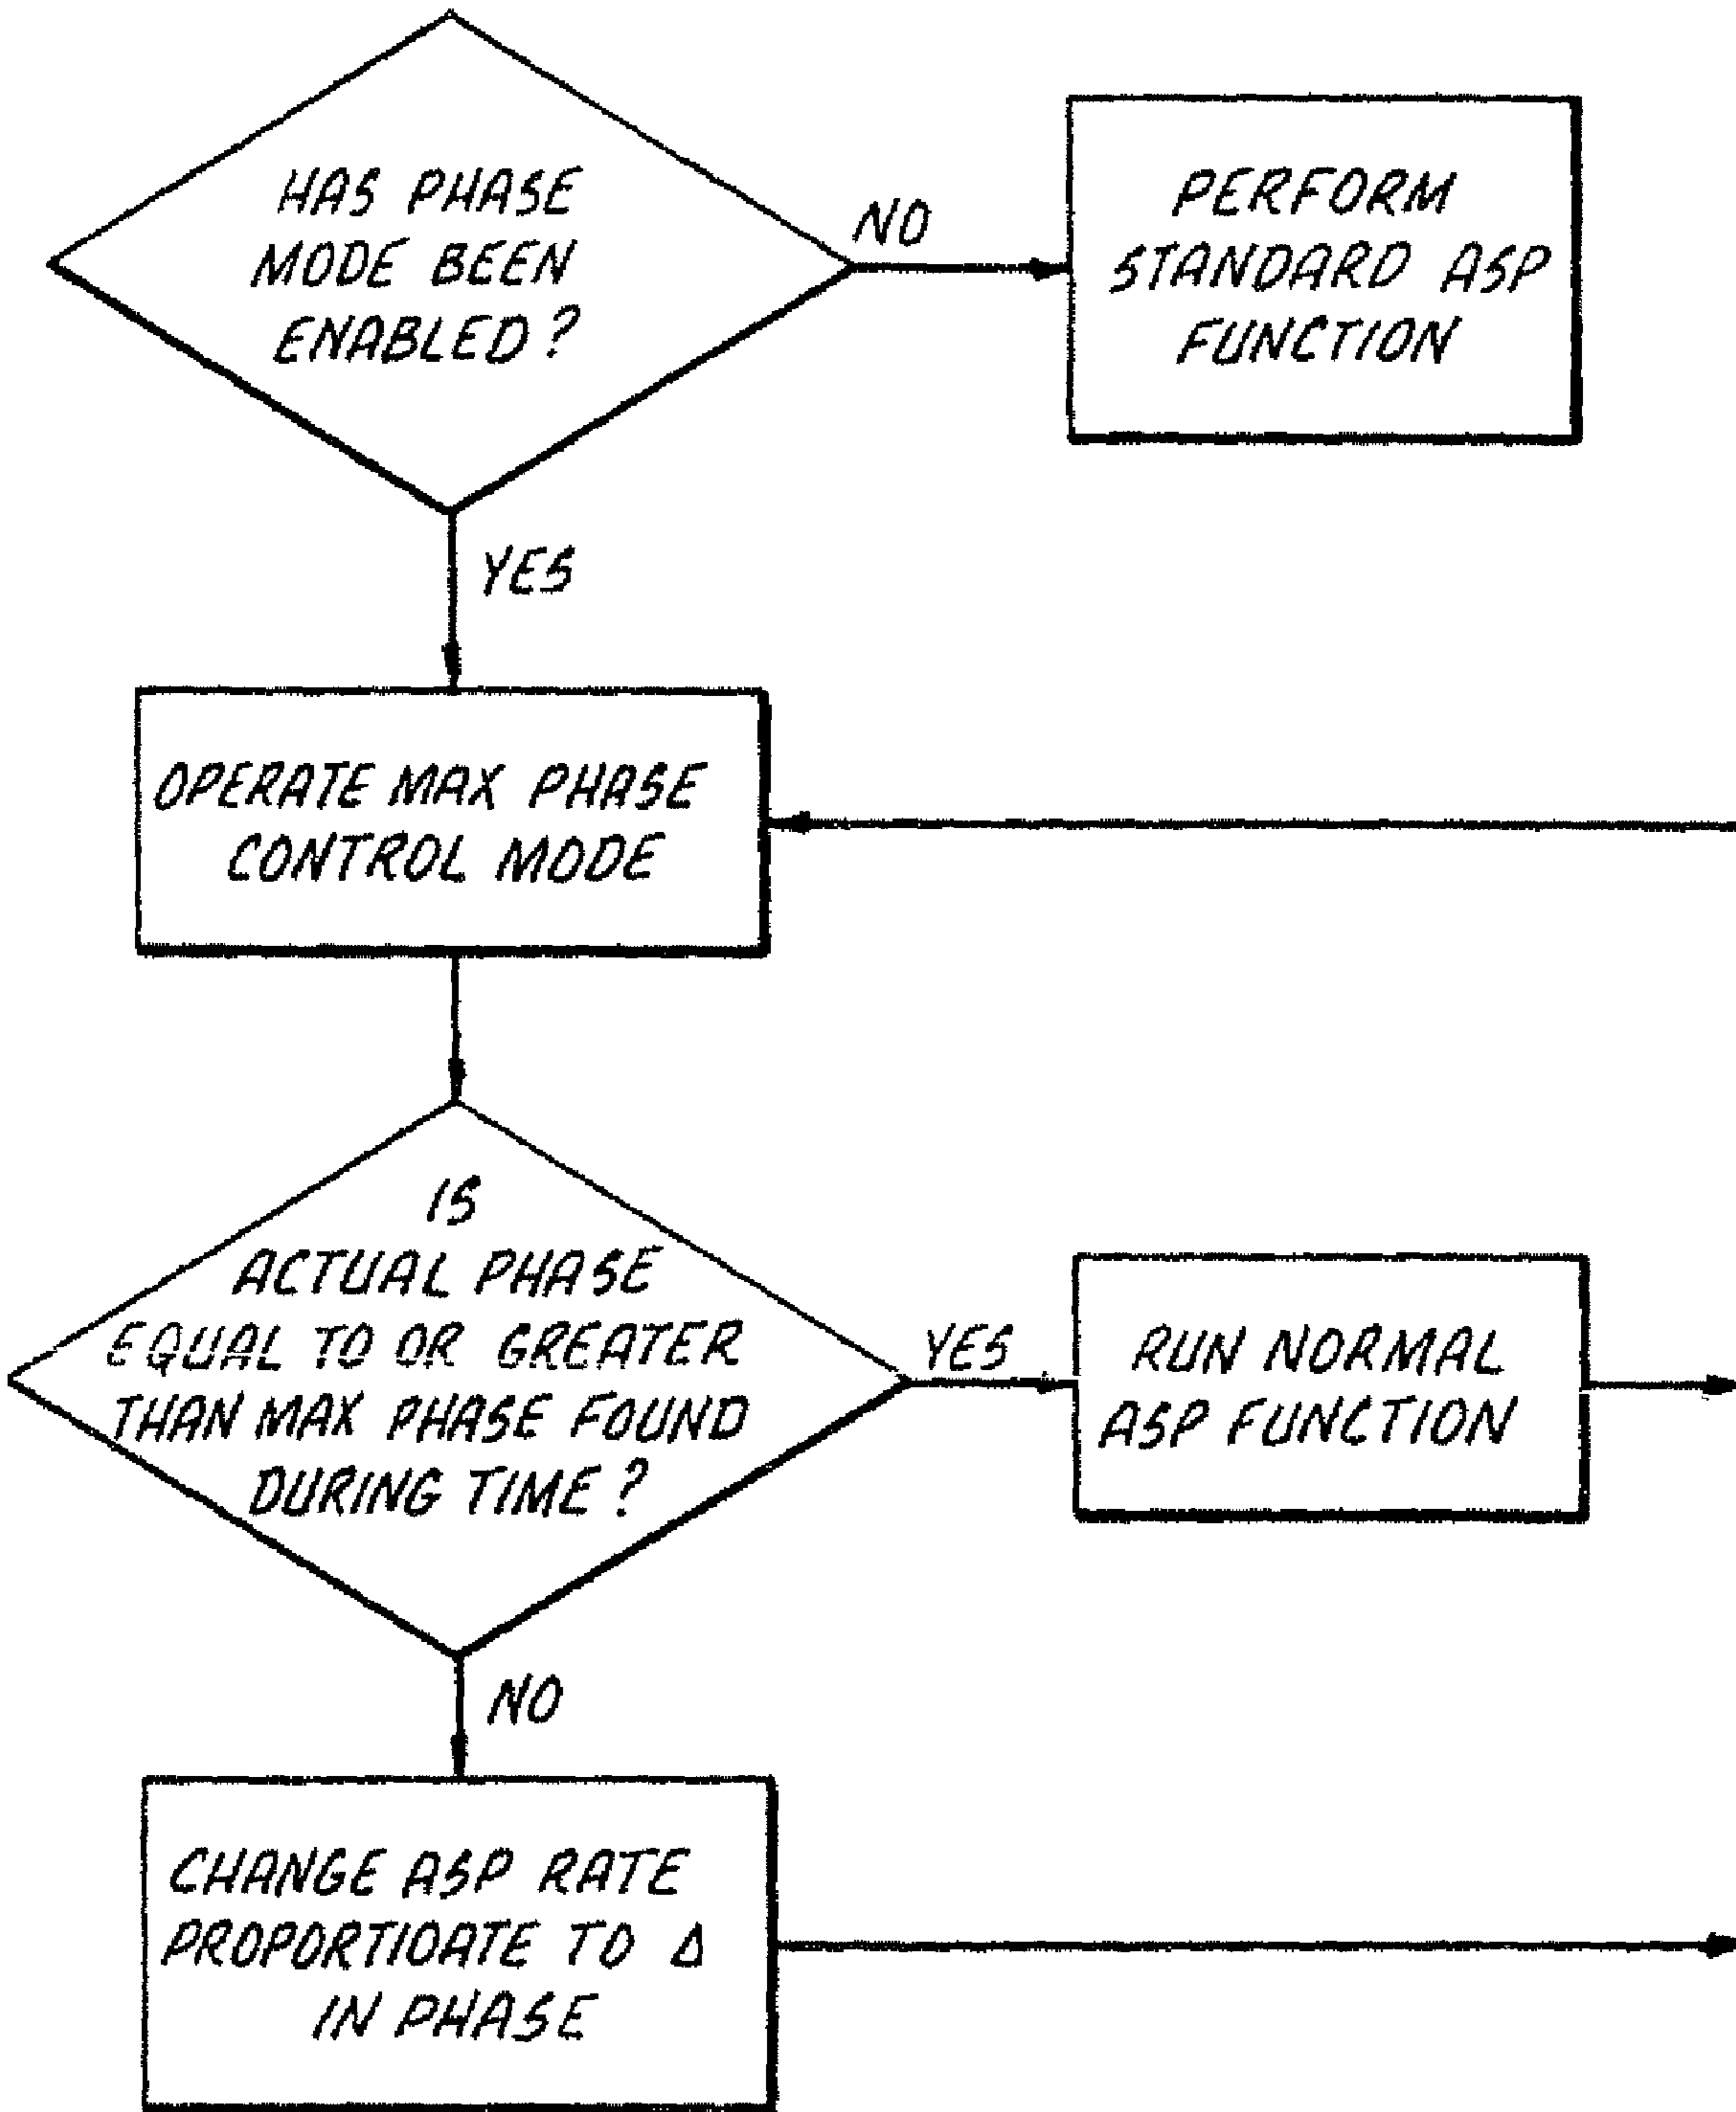 HAS PHASE
MODE BEEN
ENABLED?
NO
PERFORM
STANDARD ASP
FUNCTION
YES
OPERATE MAX PHASE
CONTROL MODE
IS
ACTUAL PHASE
EQUAL TO OR GREATER
THAN MAX PHASE FOUND
DURING TIME?
YES
RUN NORMAL
ASP FUNCTION
NO
CHANGE ASP RATE
PROPORTIOATE TO Δ
IN PHASE